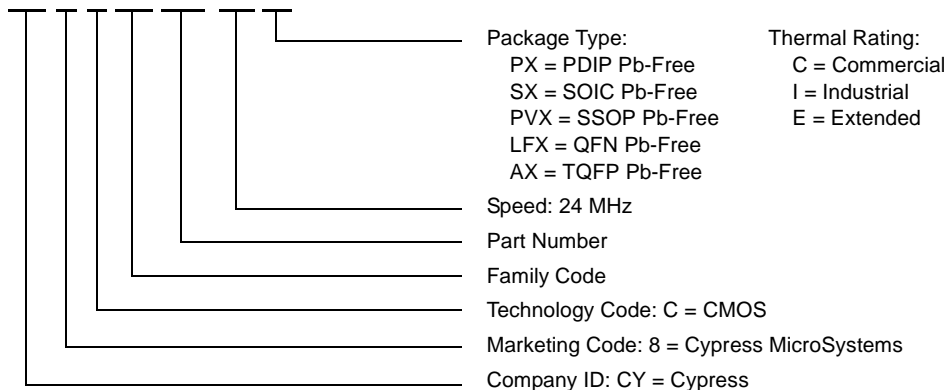 Package Type: Thermal Rating:
PX = PDIP Pb-Free C = Commercial
SX = SOIC Pb-Free I = Industrial
PVX = SSOP Pb-Free E = Extended
LFX = QFN Pb-Free
AX = TQFP Pb-Free
Speed: 24 MHz
Part Number
Family Code
Technology Code: C = CMOS
Marketing Code: 8 = Cypress MicroSystems
Company ID: CY = Cypress